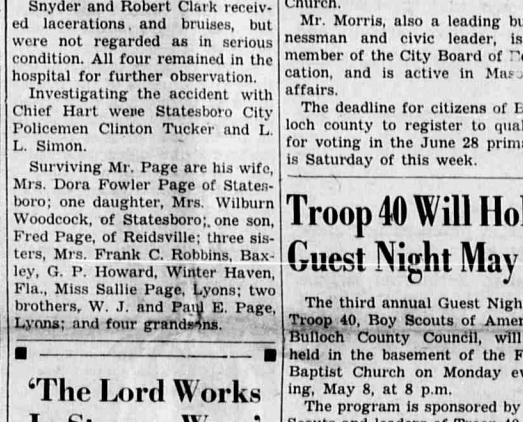 Snyder and Robert Clark receiv-
ed lacerations and bruises, but
were not regarded as in serious
condition. All four remained in the
hospital for further observation.
Investigating the accident with
Chief Hart were Statesboro City
Policemen Clinton Tucker and L.
L. Simon.
Surviving Mr. Page are his wife,
Mrs. Dora Fowler Page of States-
boro; one daughter, Mrs. Wilburn
Woodcock, of Statesboro; one son,
Fred Page, of Reidsville; three sis-
ters, Mrs. Frank C. Robbins, Bax-
ley, G. P. Howard, Winter Haven,
Fla., Miss Sallie Page, Lyons; two
brothers, W. J. and Paul E. Page,
Lyons; and four grandsons.
'The Lord Works
Church.
Mr. Morris, also a leading bu
nessman and civic leader, is
member of the City Board of
cation, and is active in Mas
affairs.
The deadline for citizens of B
loch county to register to qual
for voting in the June 28 prim
is Saturday of this week.
Troop 40 Will Hol
Guest Night May
The third annual Guest Nigh
Troop 40, Boy Scouts of Amer
Bulloch County Council, will
held in the basement of the F
Baptist Church on Monday ev
ing, May 8, at 8 p.m.
The program is sponsored by